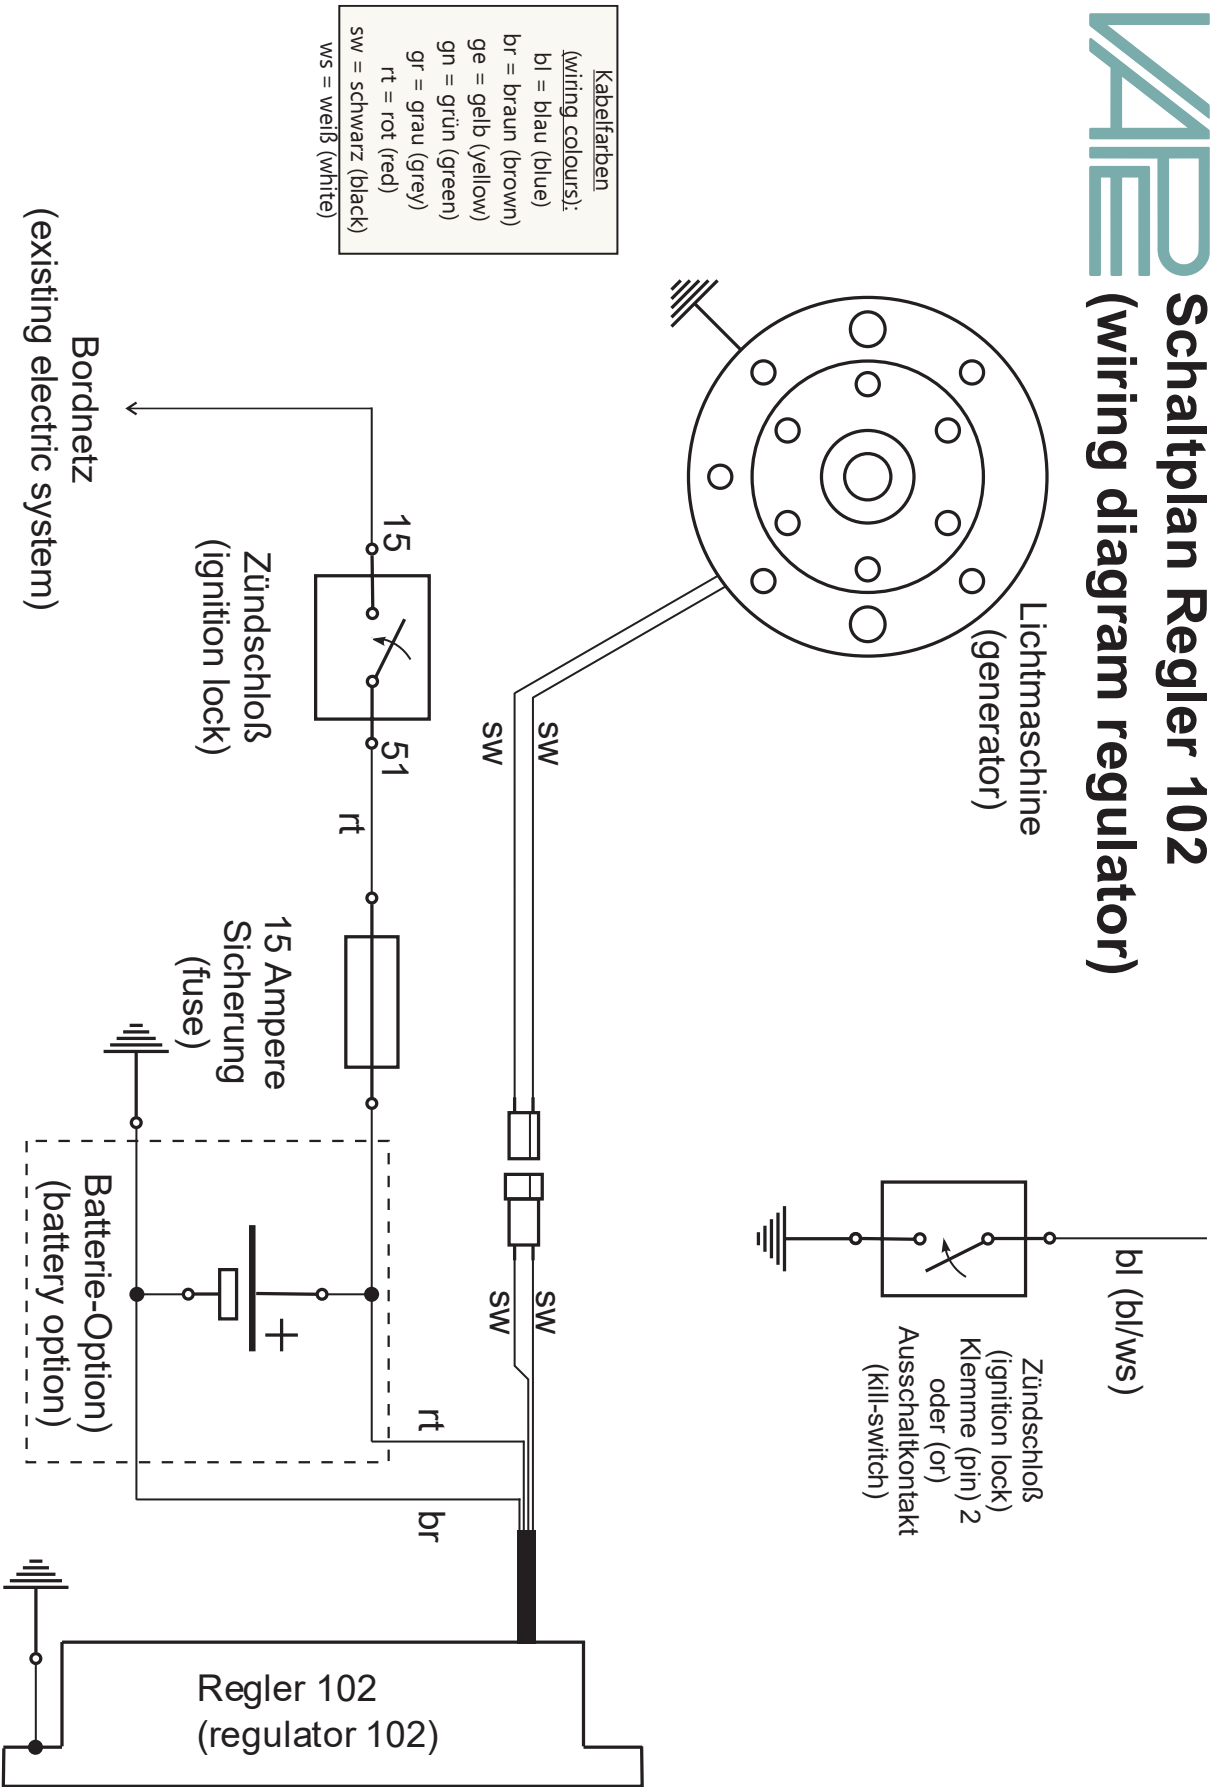 VAPE
Schaltplan Regler 102
(wiring diagram regulator)
Kabelfarben
(wiring colours):
bl = blau (blue)
br = braun (brown)
ge = gelb (yellow)
gn = grün (green)
gr = grau (grey)
rt = rot (red)
sw = schwarz (black)
ws = weiß (white)
Lichtmaschine
(generator)
bl (bl/ws)
Zündschloß
(ignition lock)
Klemme (pin) 2
oder (or)
Ausschaltkontakt
(kill-switch)
sw
sw
sw
sw
15
51
Zündschloß
(ignition lock)
rt
15 Ampere
Sicherung
(fuse)
Bordnetz
(existing electric system)
+
Batterie-Option)
(battery option)
rt
br
Regler 102
(regulator 102)